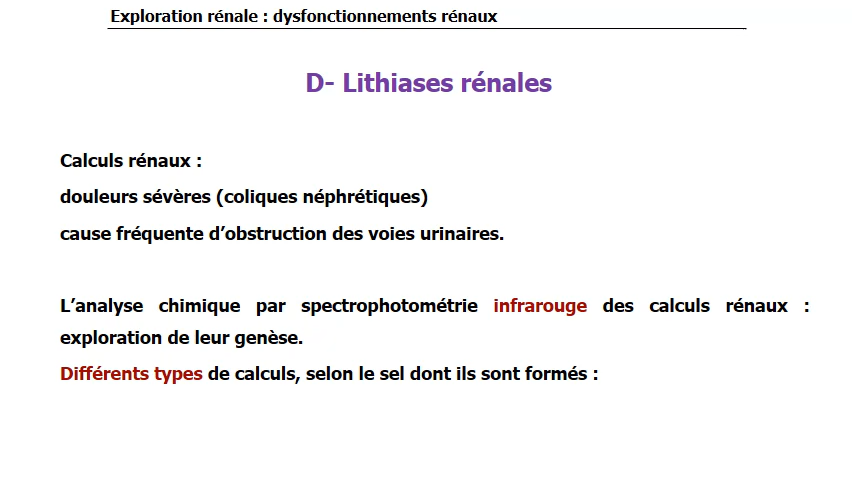 Exploration rénale : dysfonctionnements rénaux
D- Lithiases rénales
Calculs rénaux :
douleurs sévères (coliques néphrétiques)
cause fréquente d’obstruction des voies urinaires.
L’analyse chimique par spectrophotométrie infrarouge des calculs rénaux :
exploration de leur genèse.
Différents types de calculs, selon le sel dont ils sont formés :